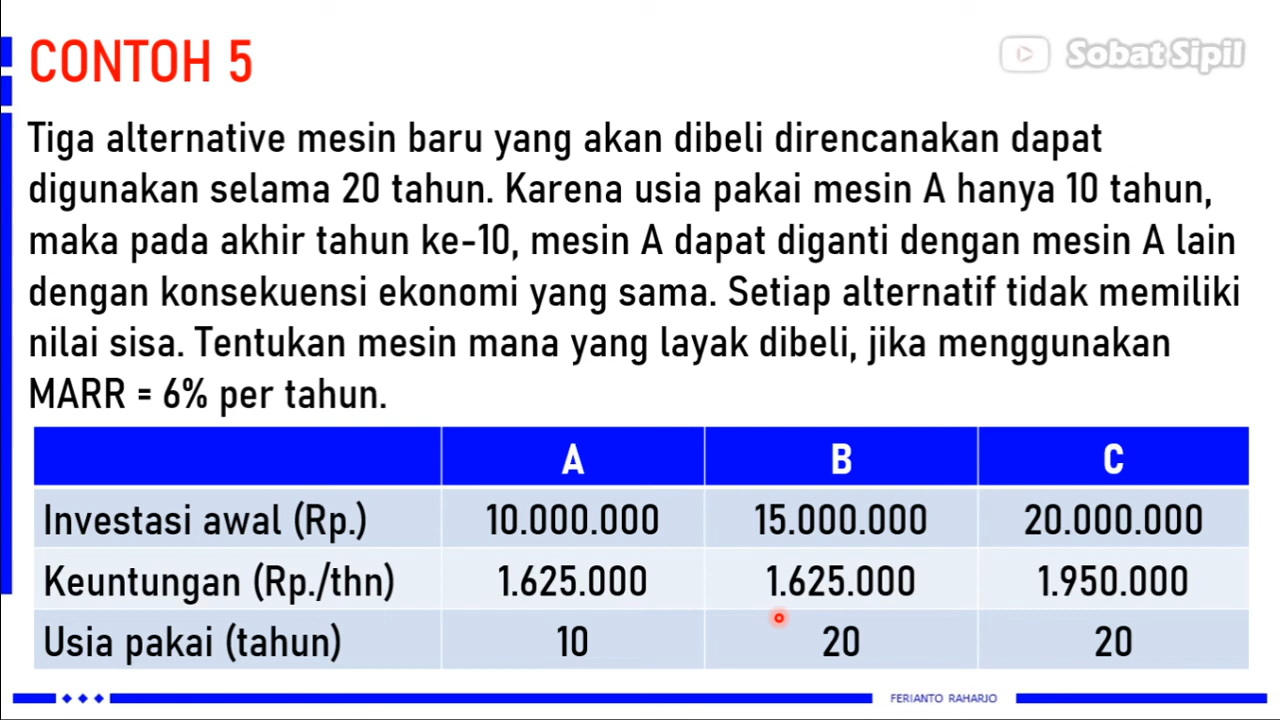 CONTOH 5
Sobat Sipil
Tiga alternative mesin baru yang akan dibeli direncanakan dapat
digunakan selama 20 tahun. Karena usia pakai mesin A hanya 10 tahun,
maka pada akhir tahun ke-10, mesin A dapat diganti dengan mesin A lain
dengan konsekuensi ekonomi yang sama. Setiap alternatif tidak memiliki
nilai sisa. Tentukan mesin mana yang layak dibeli, jika menggunakan
MARR = 6% per tahun.
A B C
Investasi awal (Rp.) 10.000.000 15.000.000 20.000.000
Keuntungan (Rp./thn) 1.625.000 1.625.000 1.950.000
Usia pakai (tahun) 10 20 20
FERIANTO RAHARJO